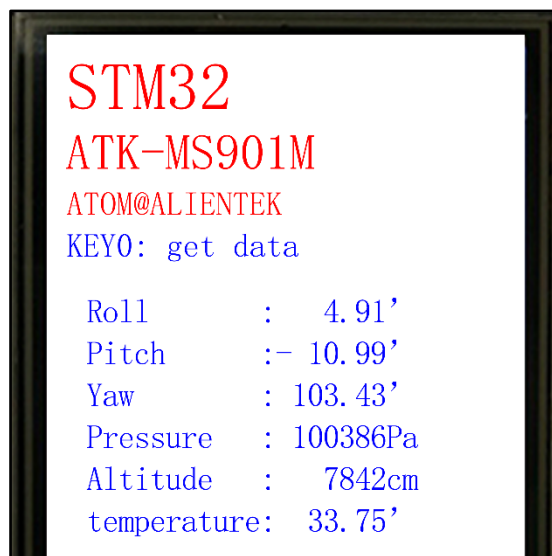 STM32
ATK-MS901M
ATOM@ALIENTEK
KEY0: get data
Roll : 4.91'
Pitch :- 10.99'
Yaw : 103.43'
Pressure : 100386Pa
Altitude : 7842cm
temperature: 33.75'